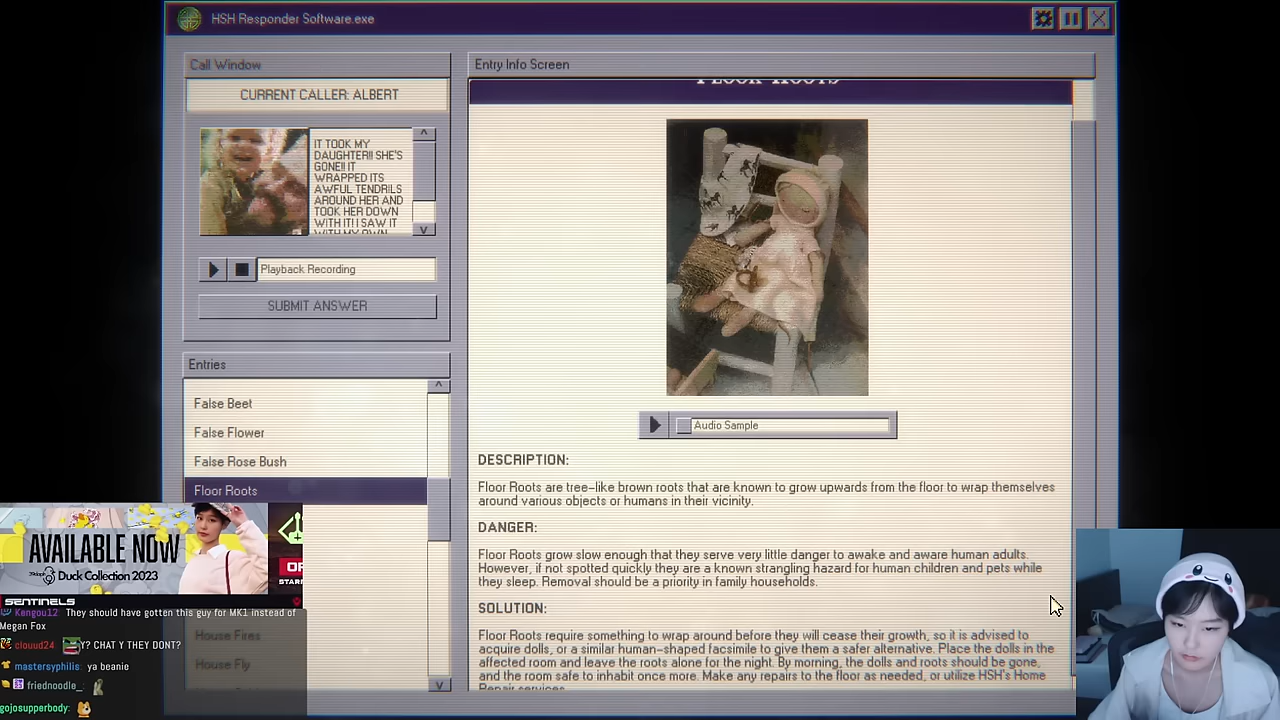 HSH Responder Software.exe
Call Window
CURRENT CALLER: ALBERT
IT TOOK MY
DAUGHTER!! SHE'S
GONE!! IT
WRAPPED ITS
AWFUL TENDRILS
AROUND HER AND
TOOK HER DOWN
WITH IT! I SAW IT
WITH MY OWN
Playback Recording
SUBMIT ANSWER
Entries
False Beet
False Flower
False Rose Bush
Floor Roots
House Fires
House Fly
Entry Info Screen
FLOOR ROOTS
Audio Sample
DESCRIPTION:
Floor Roots are tree-like brown roots that are known to grow upwards from the floor to wrap themselves
around various objects or humans in their vicinity.
DANGER:
Floor Roots grow slow enough that they serve very little danger to awake and aware human adults.
However, if not spotted quickly they are a known strangling hazard for human children and pets while
they sleep. Removal should be a priority in family households.
SOLUTION:
Floor Roots require something to wrap around before they will cease their growth, so it is advised to
acquire dolls, or a similar human-shaped facsimile to give them a safer alternative. Place the dolls in the
affected room and leave the roots alone for the night. By morning, the dolls and roots should be gone,
and the room safe to inhabit once more. Make any repairs to the floor as needed, or utilize HSH's Home
Repair services.
AVAILABLE NOW
Duck Collection 2023
SENTINELS
Kengou12 They should have gotten this guy for MK1 instead of
Megan Fox
clouud24 Y? CHAT Y THEY DONT?
mastersyphilis: ya beanie
friednoodle_:
gojosupperbody: